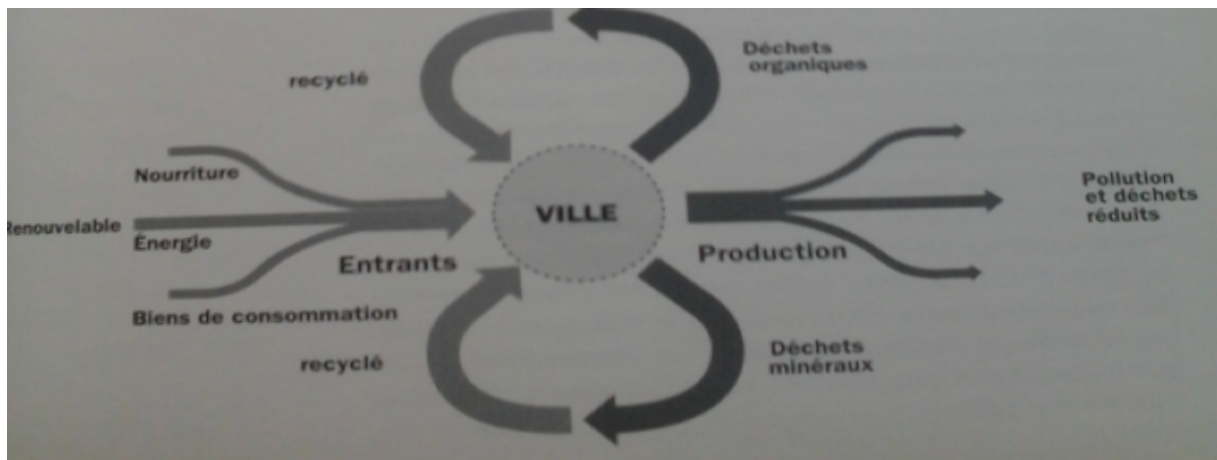 Déchets
organiques
recyclé
Nourriture
Renouvelable
Énergie
VILLE
Pollution
et déchets
réduits
Entrants
Production
Biens de consommation
recyclé
Déchets
minéraux